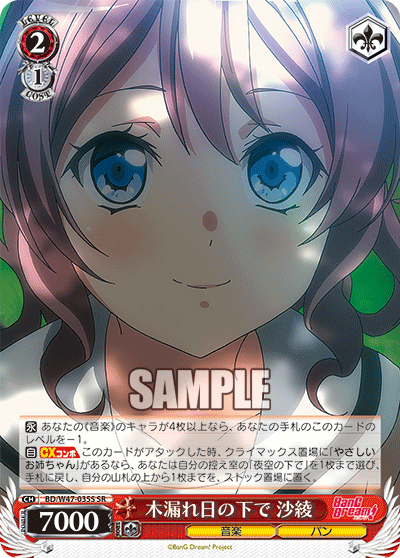 LEVEL
2
1
COST
SAMPLE
永 あなたの《音楽》のキャラが4枚以上なら、あなたの手札のこのカードの
レベルを－1。
自 CXコンボ このカードがアタックした時、クライマックス置場に「やさしい
お姉ちゃん」があるなら、あなたは自分の控え室の「夜空の下で」を1枚まで選び、手
札に戻し、自分の山札の上から1枚までを、ストック置場に置く。
CH BD/W47-035S SR
7000
木漏れ日の下で 沙綾
BanG Dream!
音楽
パン
©BanG Dream! Project